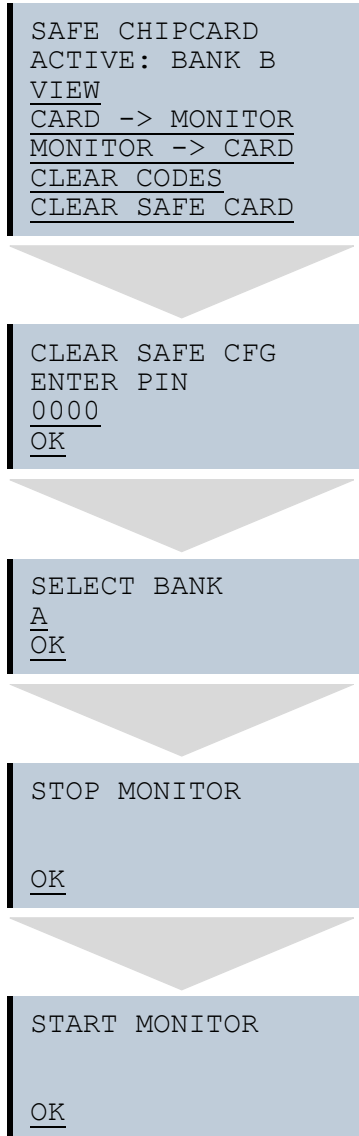 SAFE CHIPCARD
ACTIVE: BANK B
VIEW
CARD -> MONITOR
MONITOR -> CARD
CLEAR CODES
CLEAR SAFE CARD
CLEAR SAFE CFG
ENTER PIN
0000
OK
SELECT BANK
A
OK
STOP MONITOR
OK
START MONITOR
OK